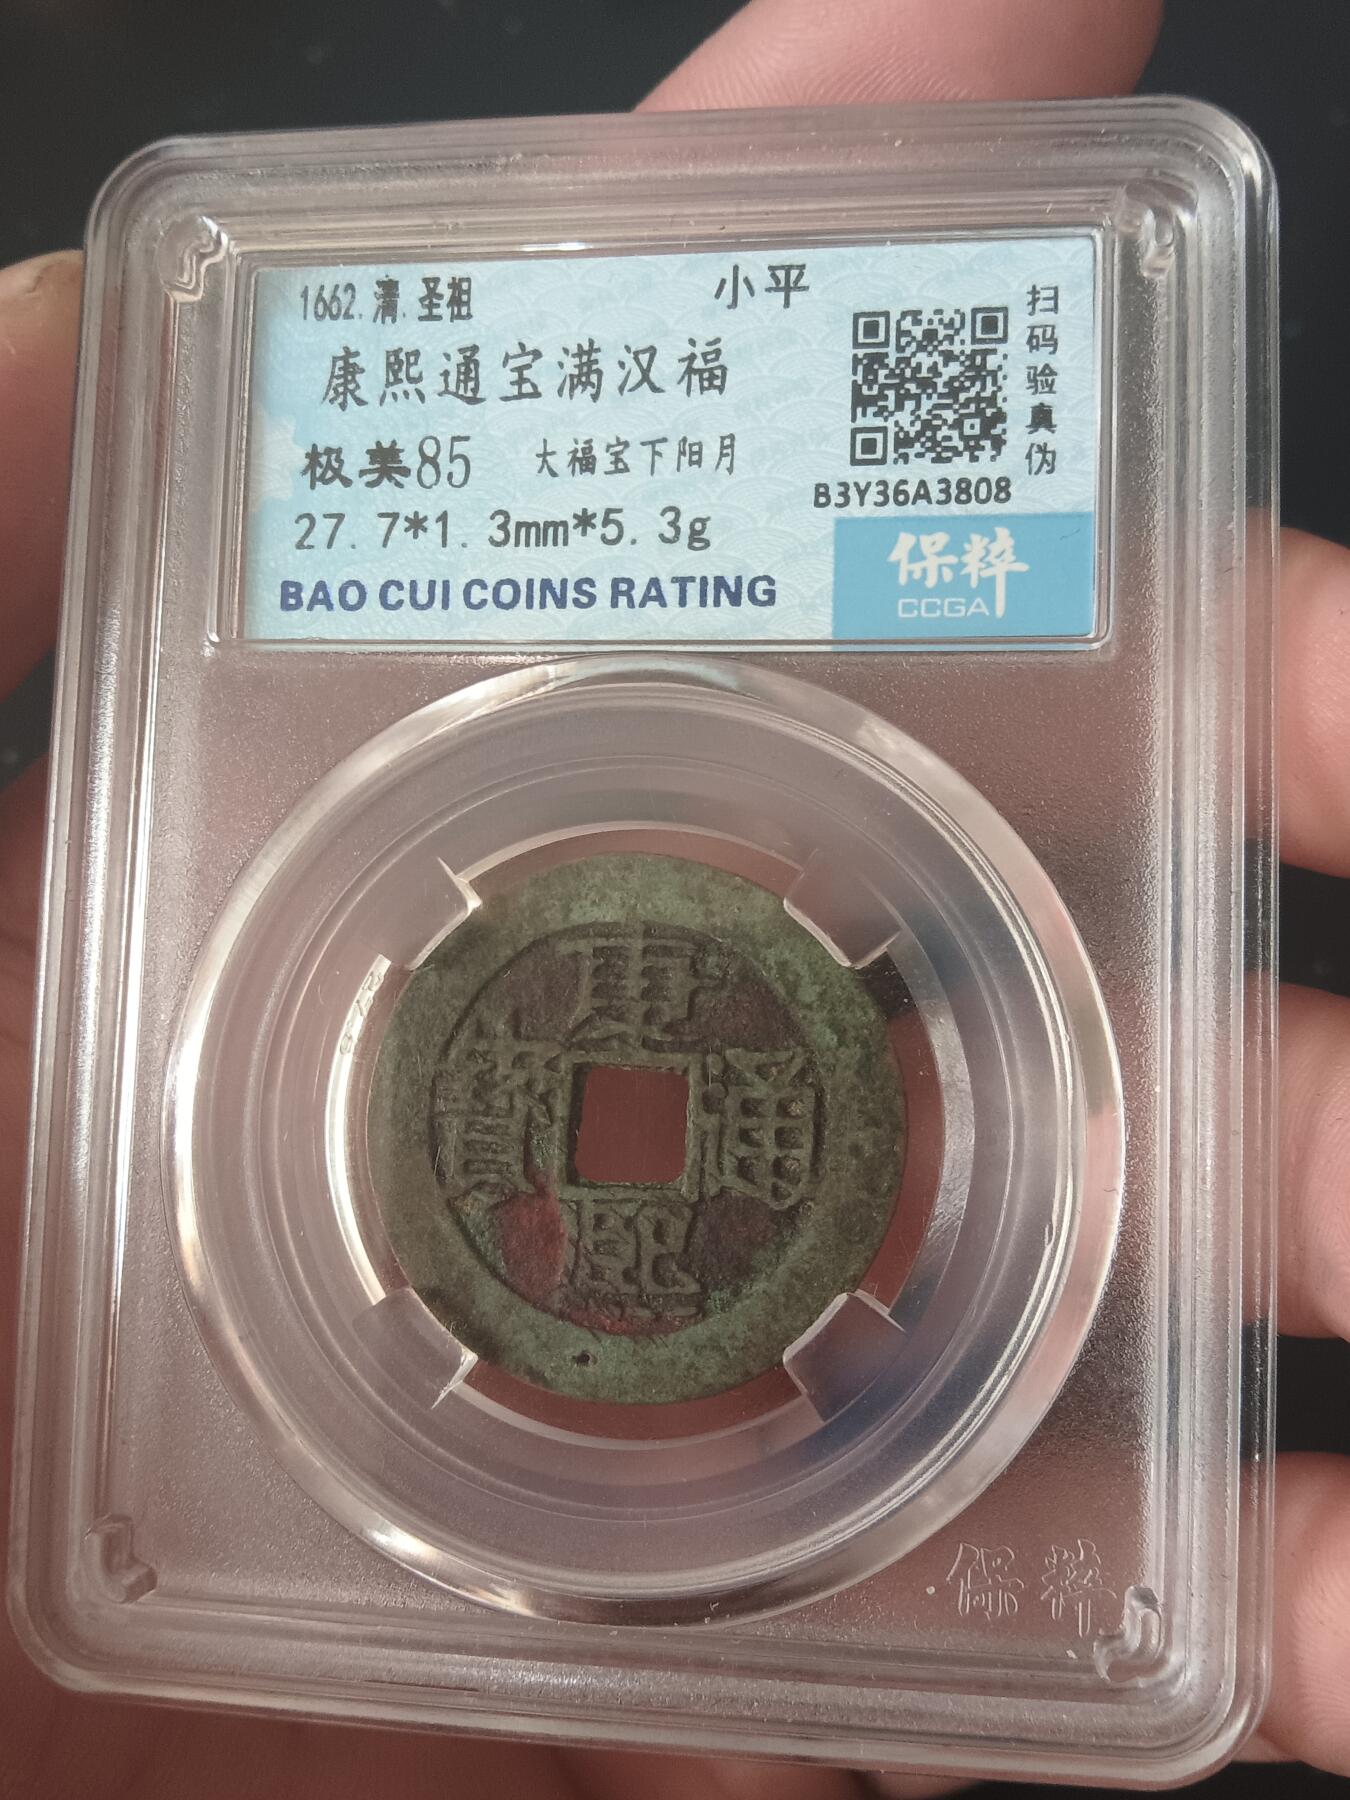 1662.清.圣祖
小平
康熙通宝满汉福
极美85
大福宝下阳月
27.7*1.3mm*5.3g
BAO CUI COINS RATING
扫码验真伪
B3Y36A3808
保粹
CCGA
康熙通寶
保粹